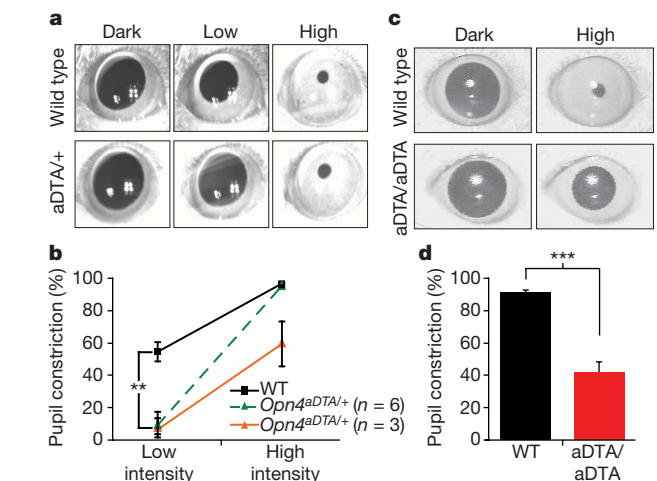 a
Dark Low High
Wild type
aDTA/+
b
Pupil constriction (%)
100
80
60
40
20
0
**
WT
Opn4aDTA/+ (n = 6)
Opn4aDTA/+ (n = 3)
Low intensity
High intensity
c
Dark High
Wild type
aDTA/aDTA
d
Pupil constriction (%)
100
80
60
40
20
0
***
WT
aDTA/
aDTA